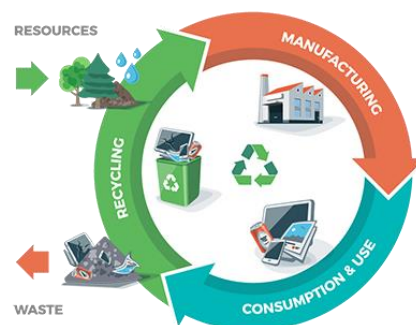 RESOURCES
MANUFACTURING
RECYCLING
CONSUMPTION & USE
WASTE